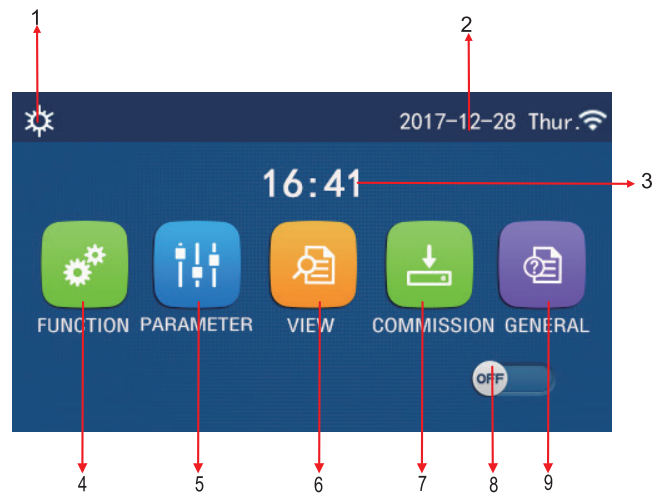 1
2
2017-12-28 Thur.
16:41
3
FUNCTION PARAMETER VIEW COMMISSION GENERAL
OFF
4 5 6 7 8 9